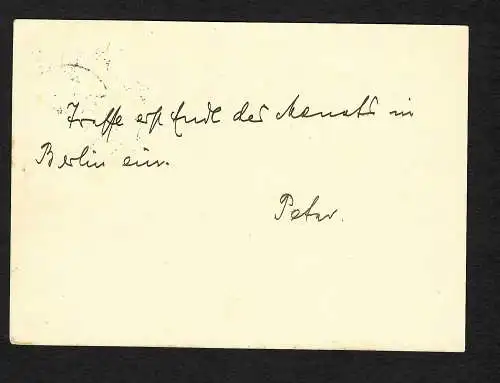 Treffe erst Ende des Monats in
Berlin ein.
Peter.